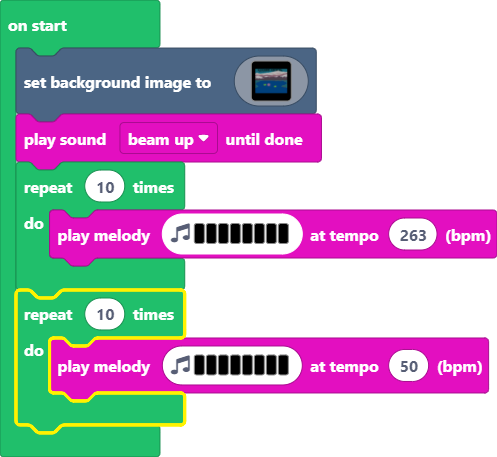 on start
set background image to
play sound beam up until done
repeat 10 times
do
play melody at tempo 263 (bpm)
repeat 10 times
do
play melody at tempo 50 (bpm)